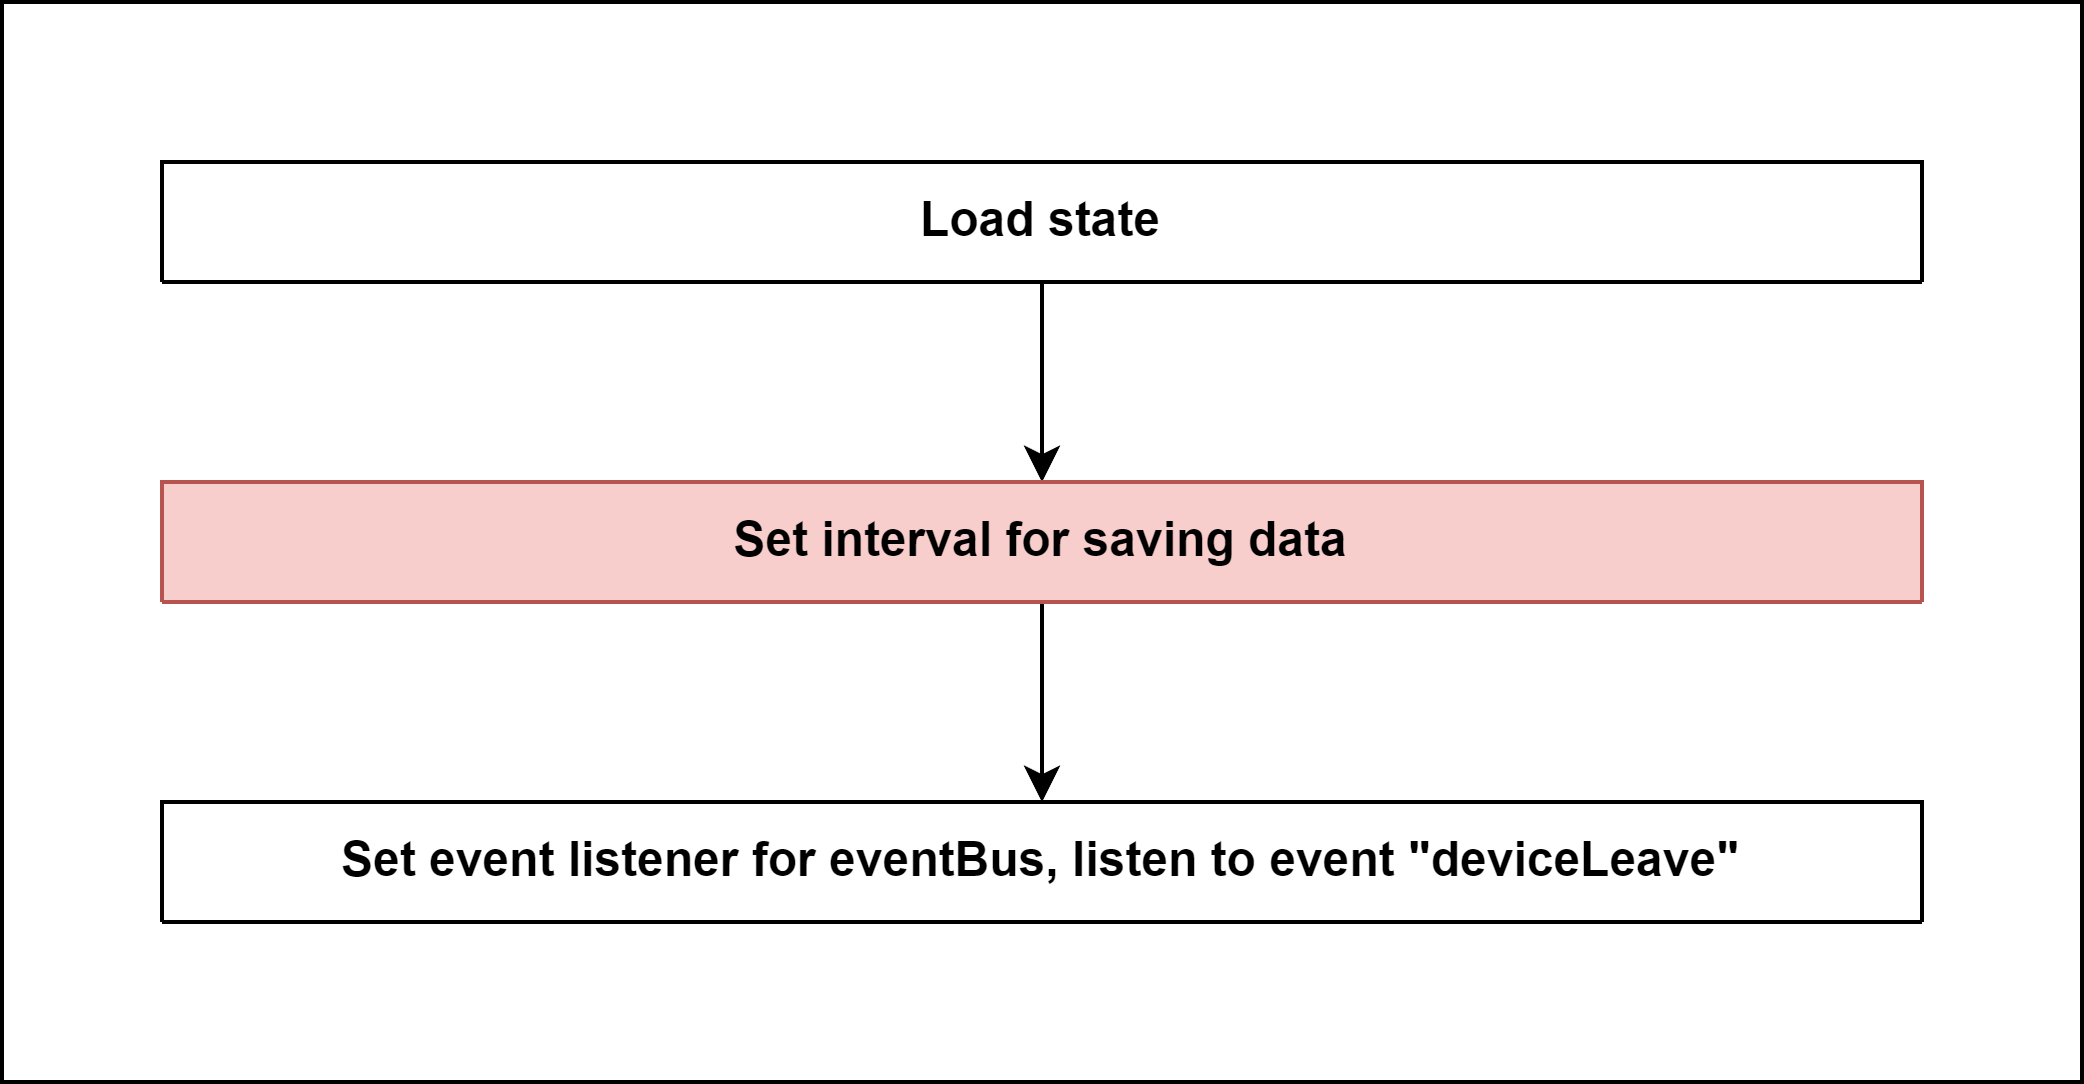 Load state
Set interval for saving data
Set event listener for eventBus, listen to event "deviceLeave"